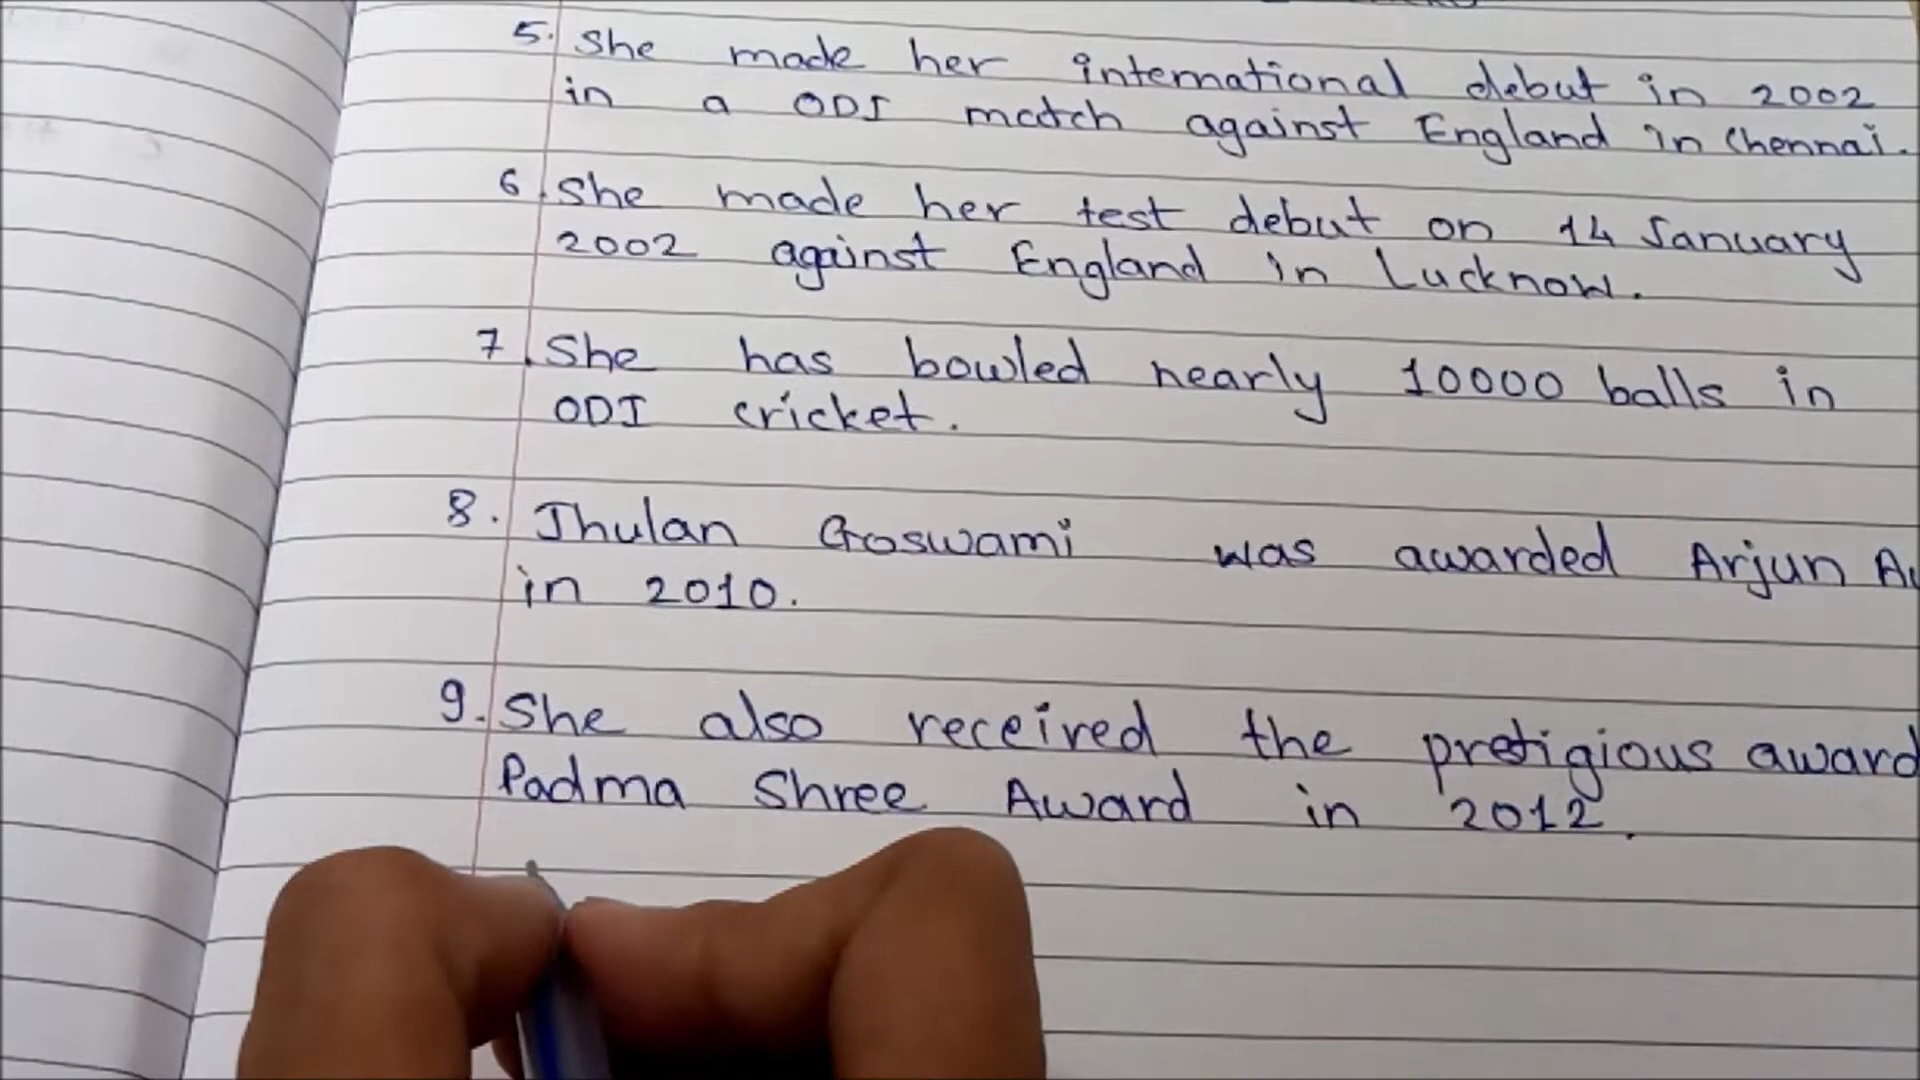 5. She made her international debut in 2002
in a ODI match against England in Chennai.
6. She made her test debut on 14 January
2002 against England in Lucknow.
7. She has bowled nearly 10000 balls in
ODI cricket.
8. Jhulan Goswami was awarded Arjun
in 2010.
9. She also received the pretigious award
Padma Shree Award in 2012.